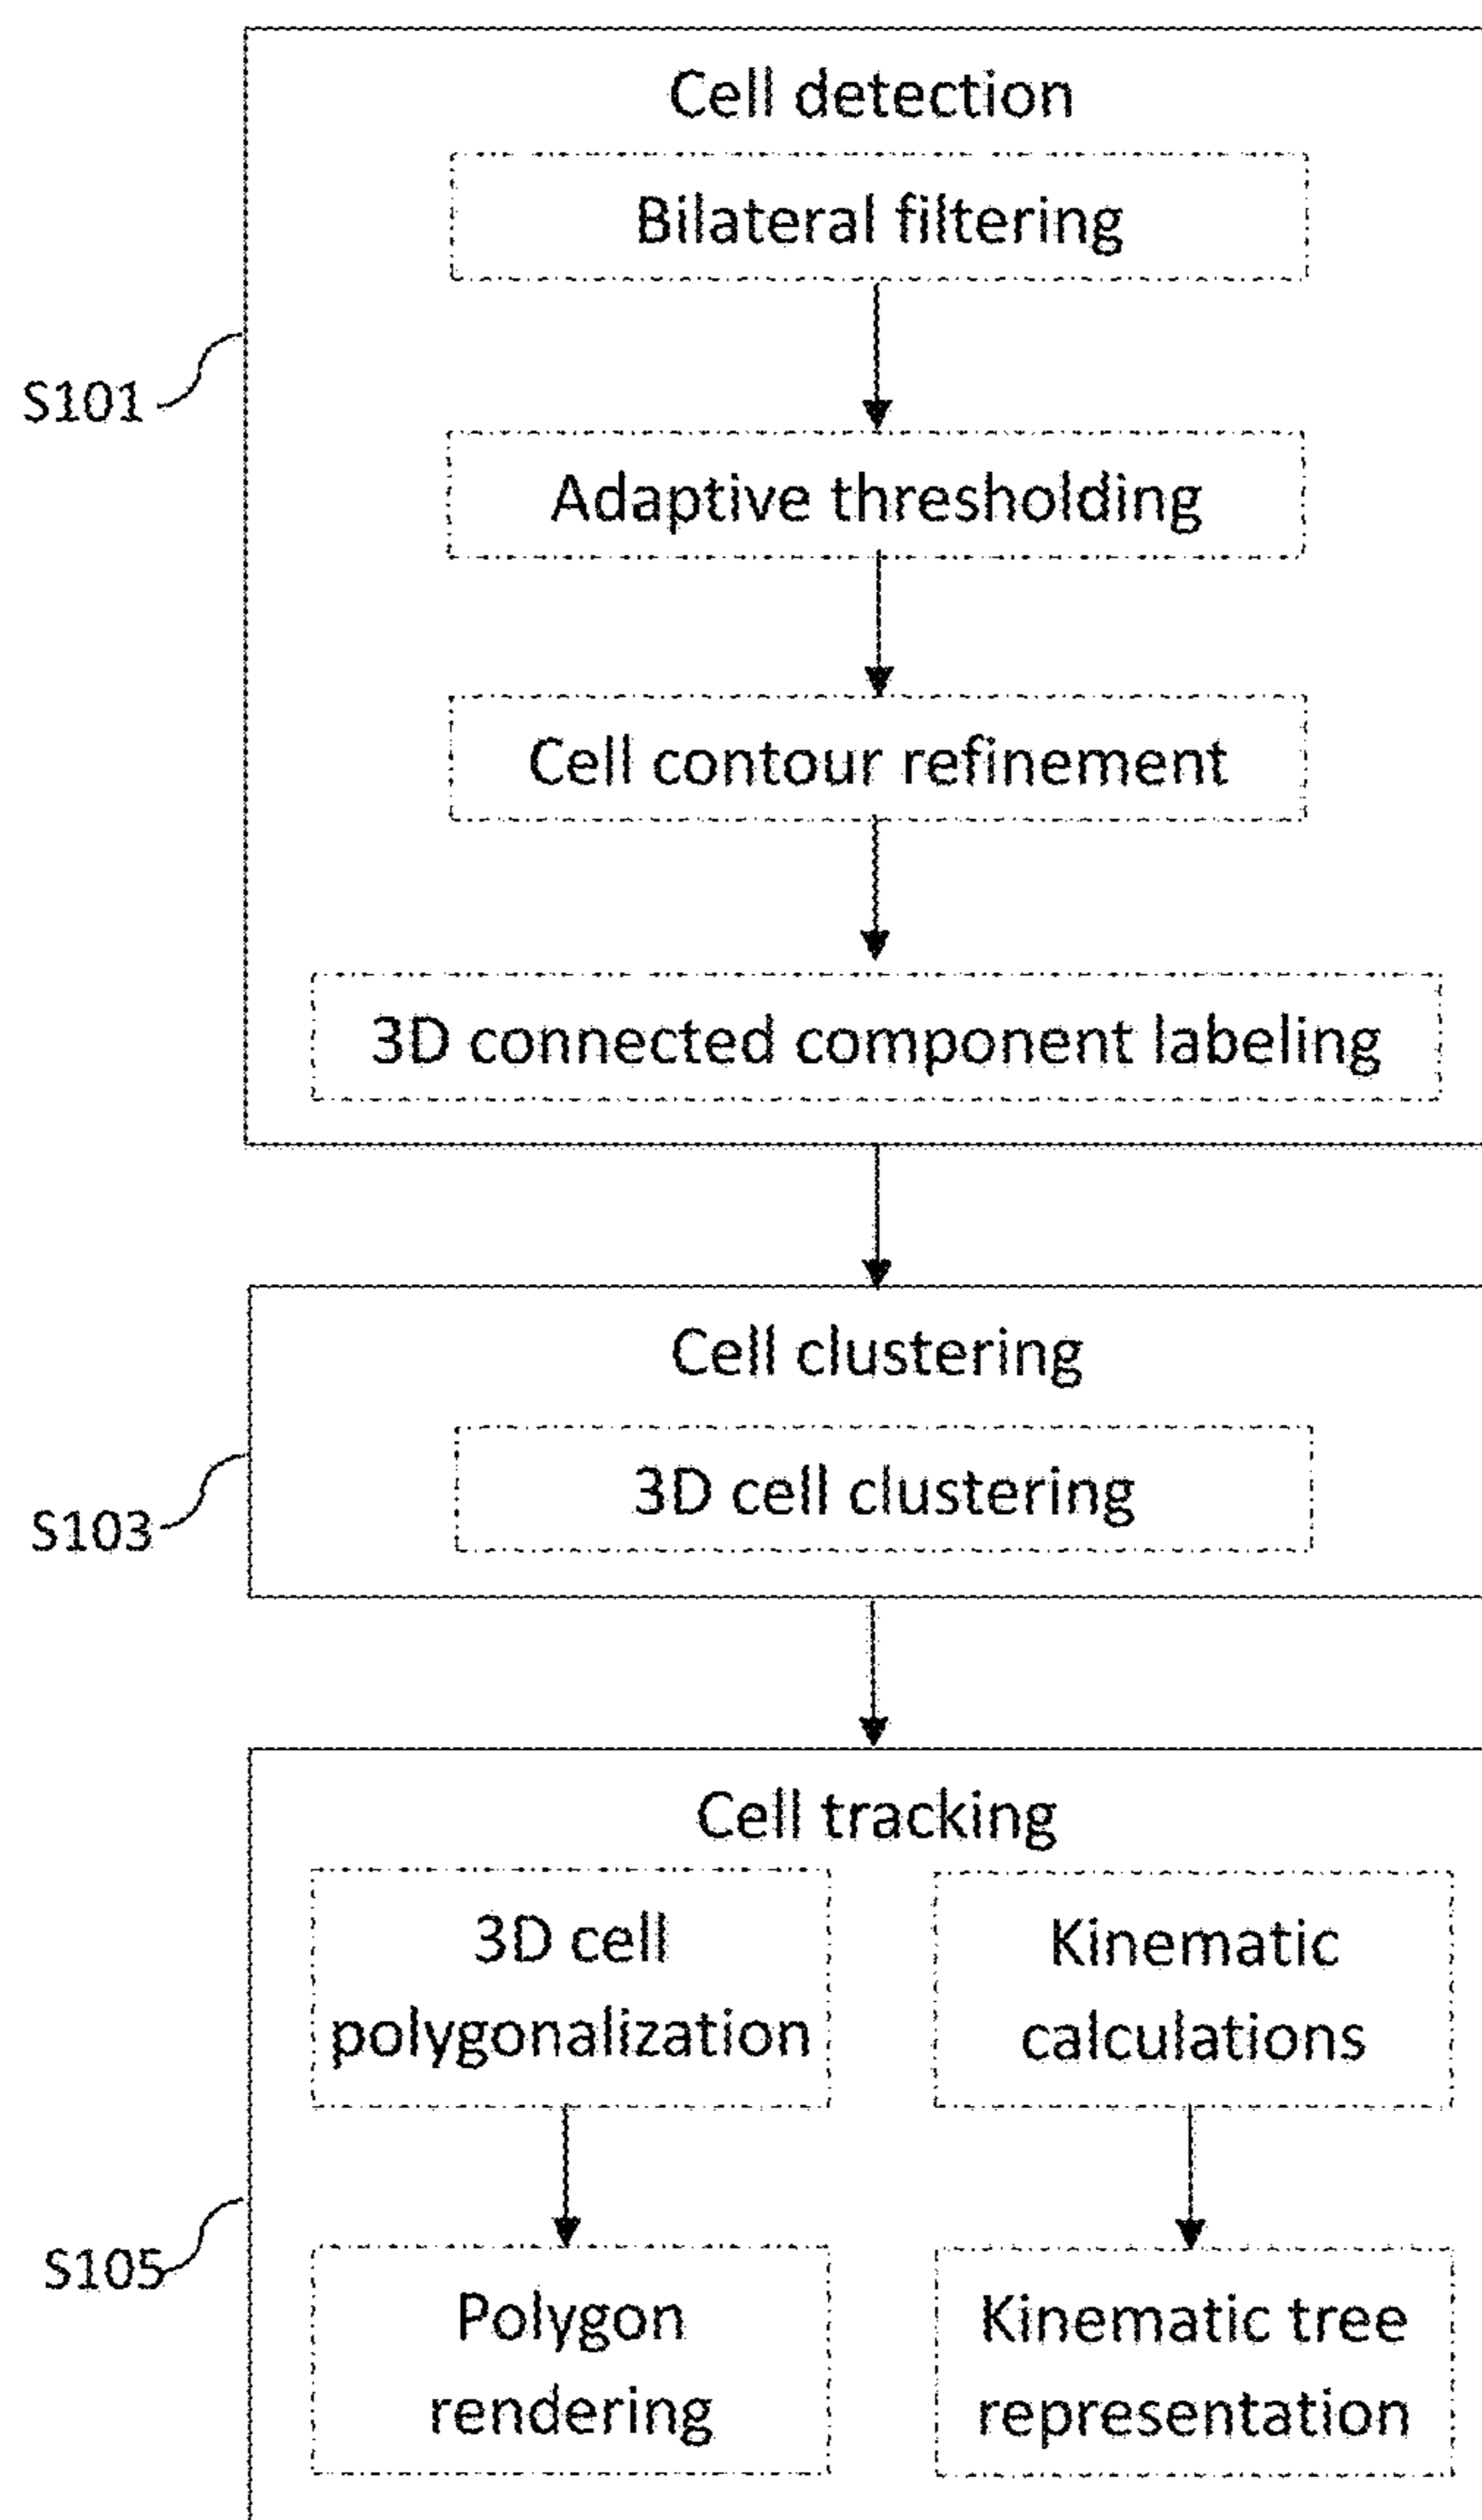 Cell detection
Bilateral filtering
S101
Adaptive thresholding
Cell contour refinement
3D connected component labeling
Cell clustering
3D cell clustering
S103
Cell tracking
3D cell
polygonalization
Kinematic
calculations
S105
Polygon
rendering
Kinematic tree
representation